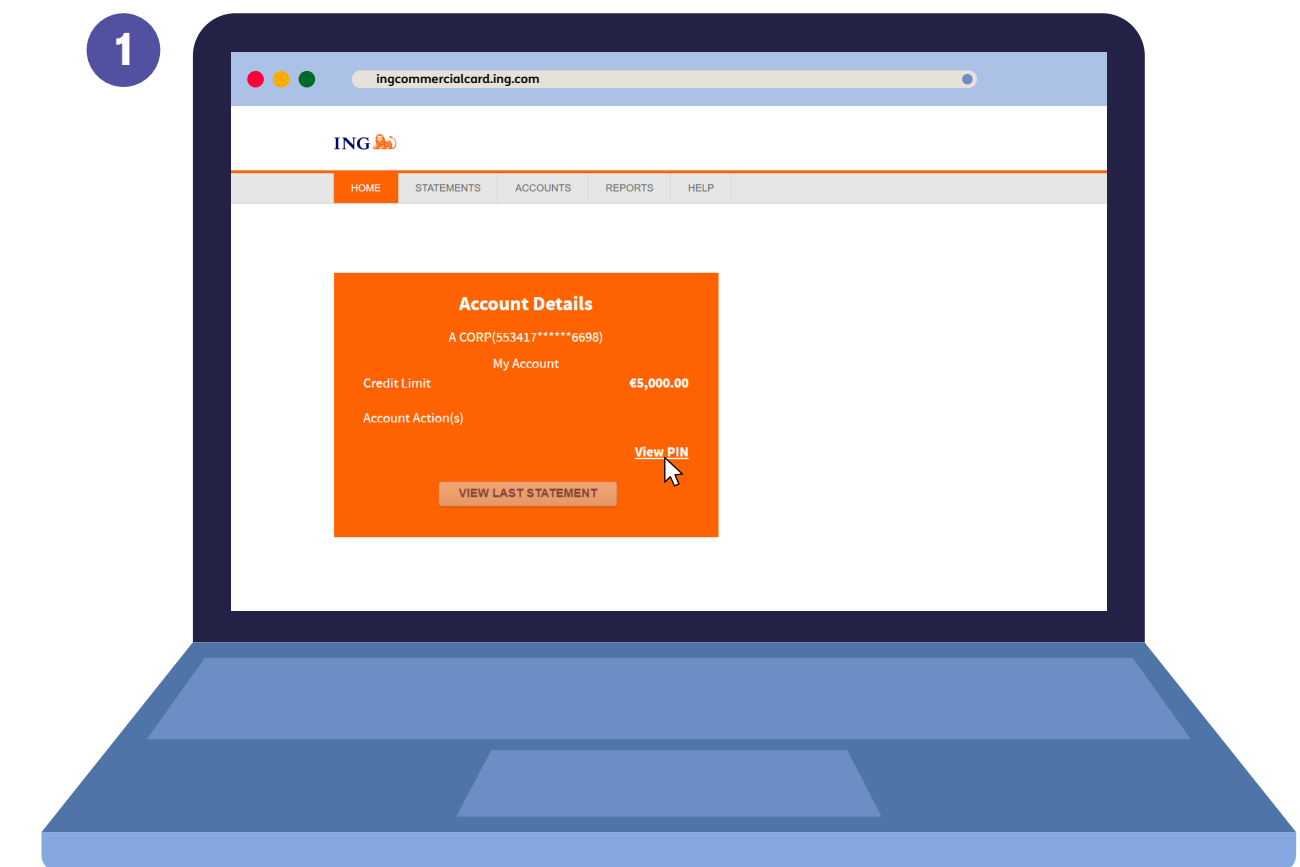 1
ingcommercialcard.ing.com
ING
HOME STATEMENTS ACCOUNTS REPORTS HELP
Account Details
A CORP(553417******6698)
My Account
Credit Limit €5,000.00
Account Action(s)
View PIN
VIEW LAST STATEMENT